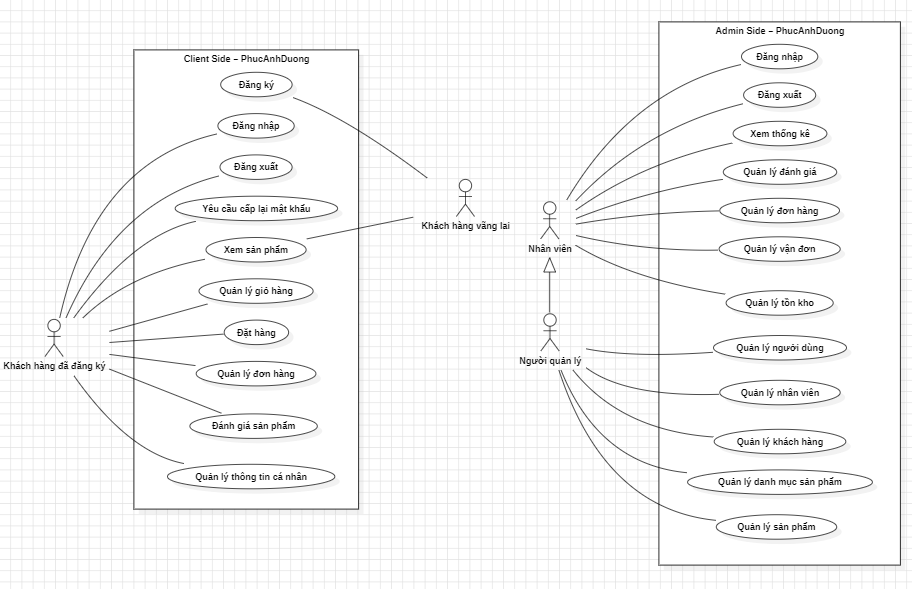 Client Side – PhucAnhDuong
Đăng ký
Đăng nhập
Đăng xuất
Yêu cầu cấp lại mật khẩu
Xem sản phẩm
Quản lý giỏ hàng
Đặt hàng
Quản lý đơn hàng
Đánh giá sản phẩm
Quản lý thông tin cá nhân
Khách hàng đã đăng ký
Khách hàng vãng lai
Nhân viên
Người quản lý
Admin Side – PhucAnhDuong
Đăng nhập
Đăng xuất
Xem thống kê
Quản lý đánh giá
Quản lý đơn hàng
Quản lý vận đơn
Quản lý tồn kho
Quản lý người dùng
Quản lý nhân viên
Quản lý khách hàng
Quản lý danh mục sản phẩm
Quản lý sản phẩm